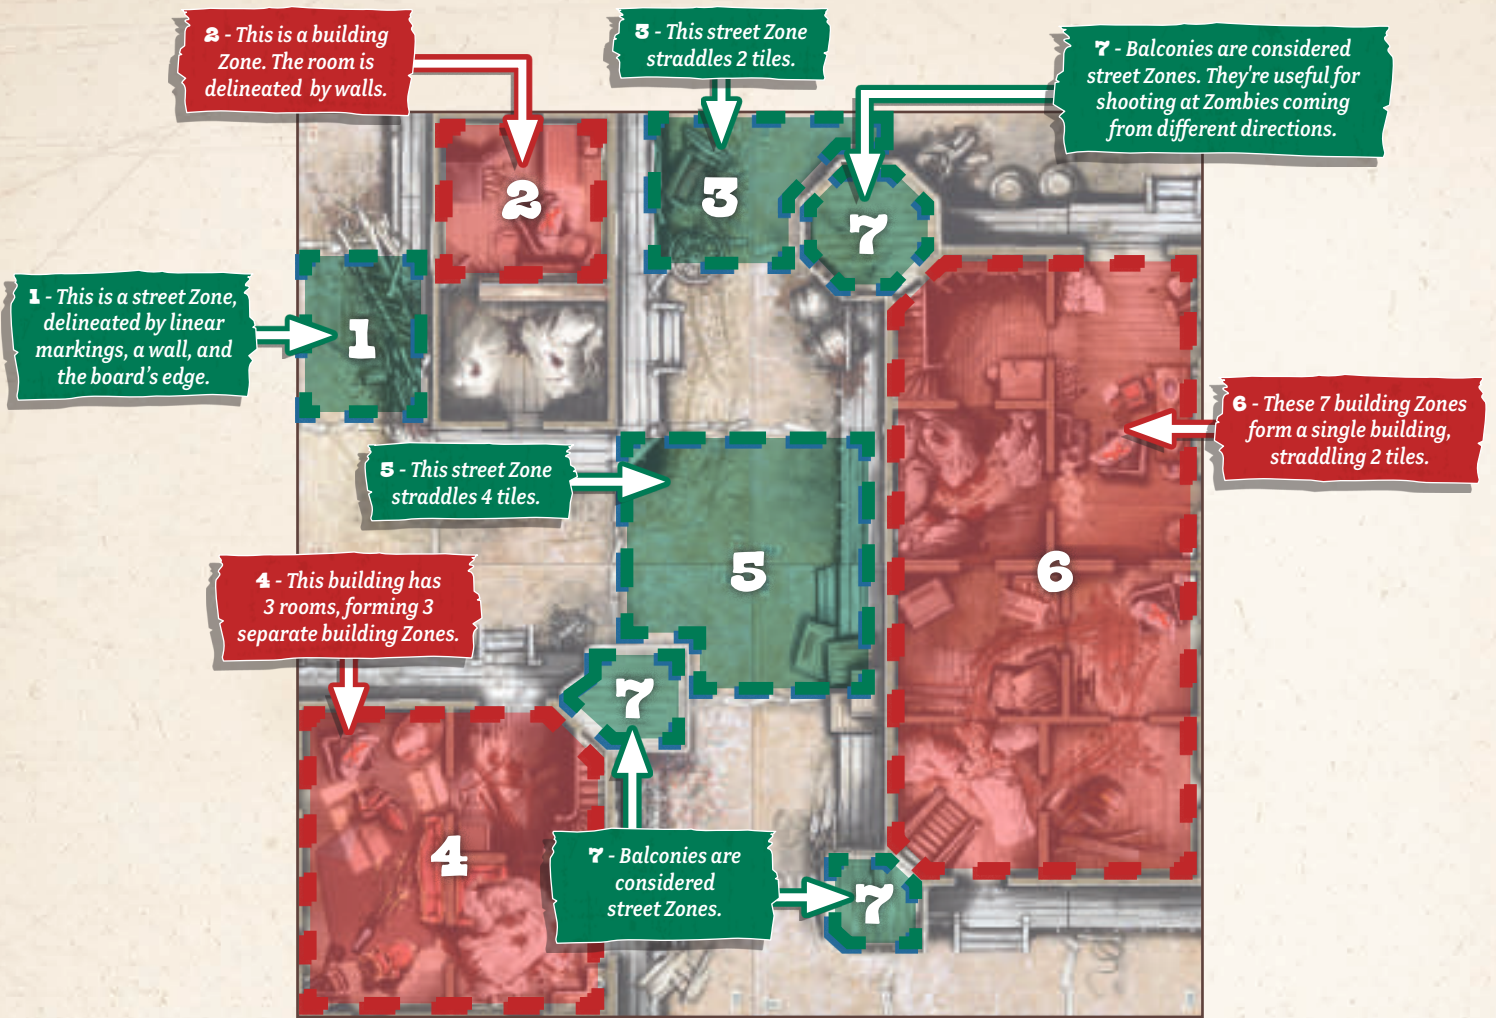 2 - This is a building
Zone. The room is
delineated by walls.
3 - This street Zone
straddles 2 tiles.
7 - Balconies are considered
street Zones. They're useful for
shooting at Zombies coming
from different directions.
2
3
7
1 - This is a street Zone,
delineated by linear
markings, a wall, and
the board’s edge.
1
6 - These 7 building Zones
form a single building,
straddling 2 tiles.
5 - This street Zone
straddles 4 tiles.
5
6
4 - This building has
3 rooms, forming 3
separate building Zones.
7
4
7 - Balconies are
considered
street Zones.
7